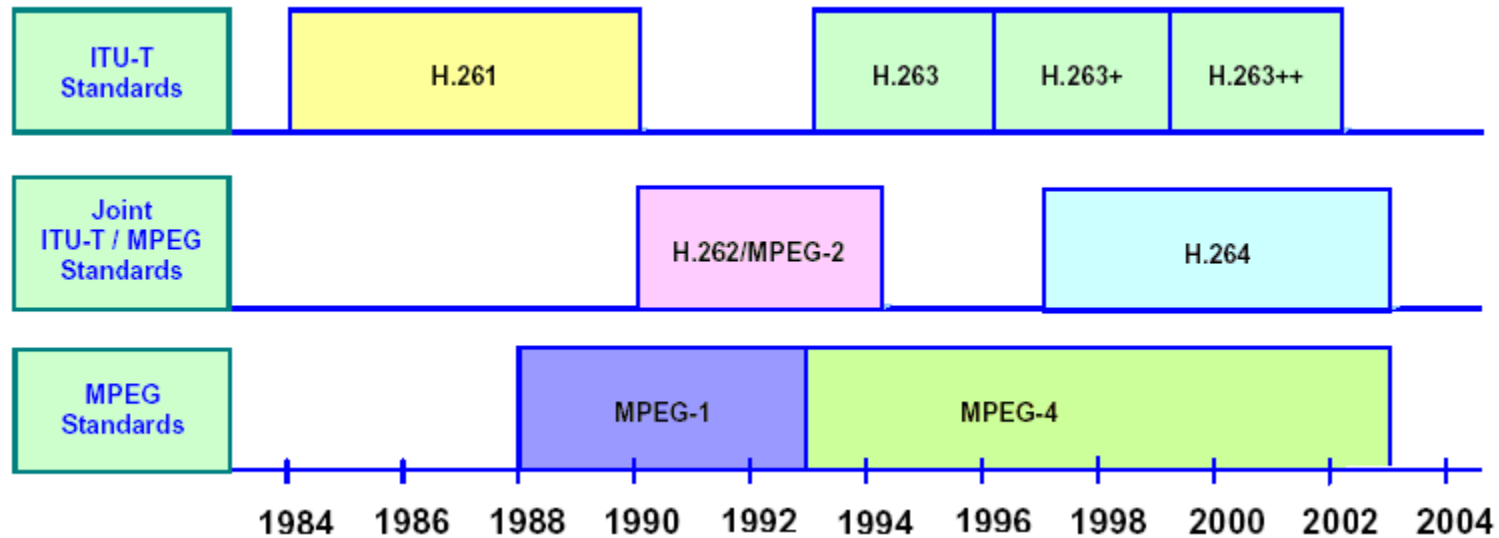 ITU-T
Standards
H.261
H.263
H.263+
H.263++
Joint
ITU-T / MPEG
Standards
H.262/MPEG-2
H.264
MPEG
Standards
MPEG-1
MPEG-4
1984 1986 1988 1990 1992 1994 1996 1998 2000 2002 2004